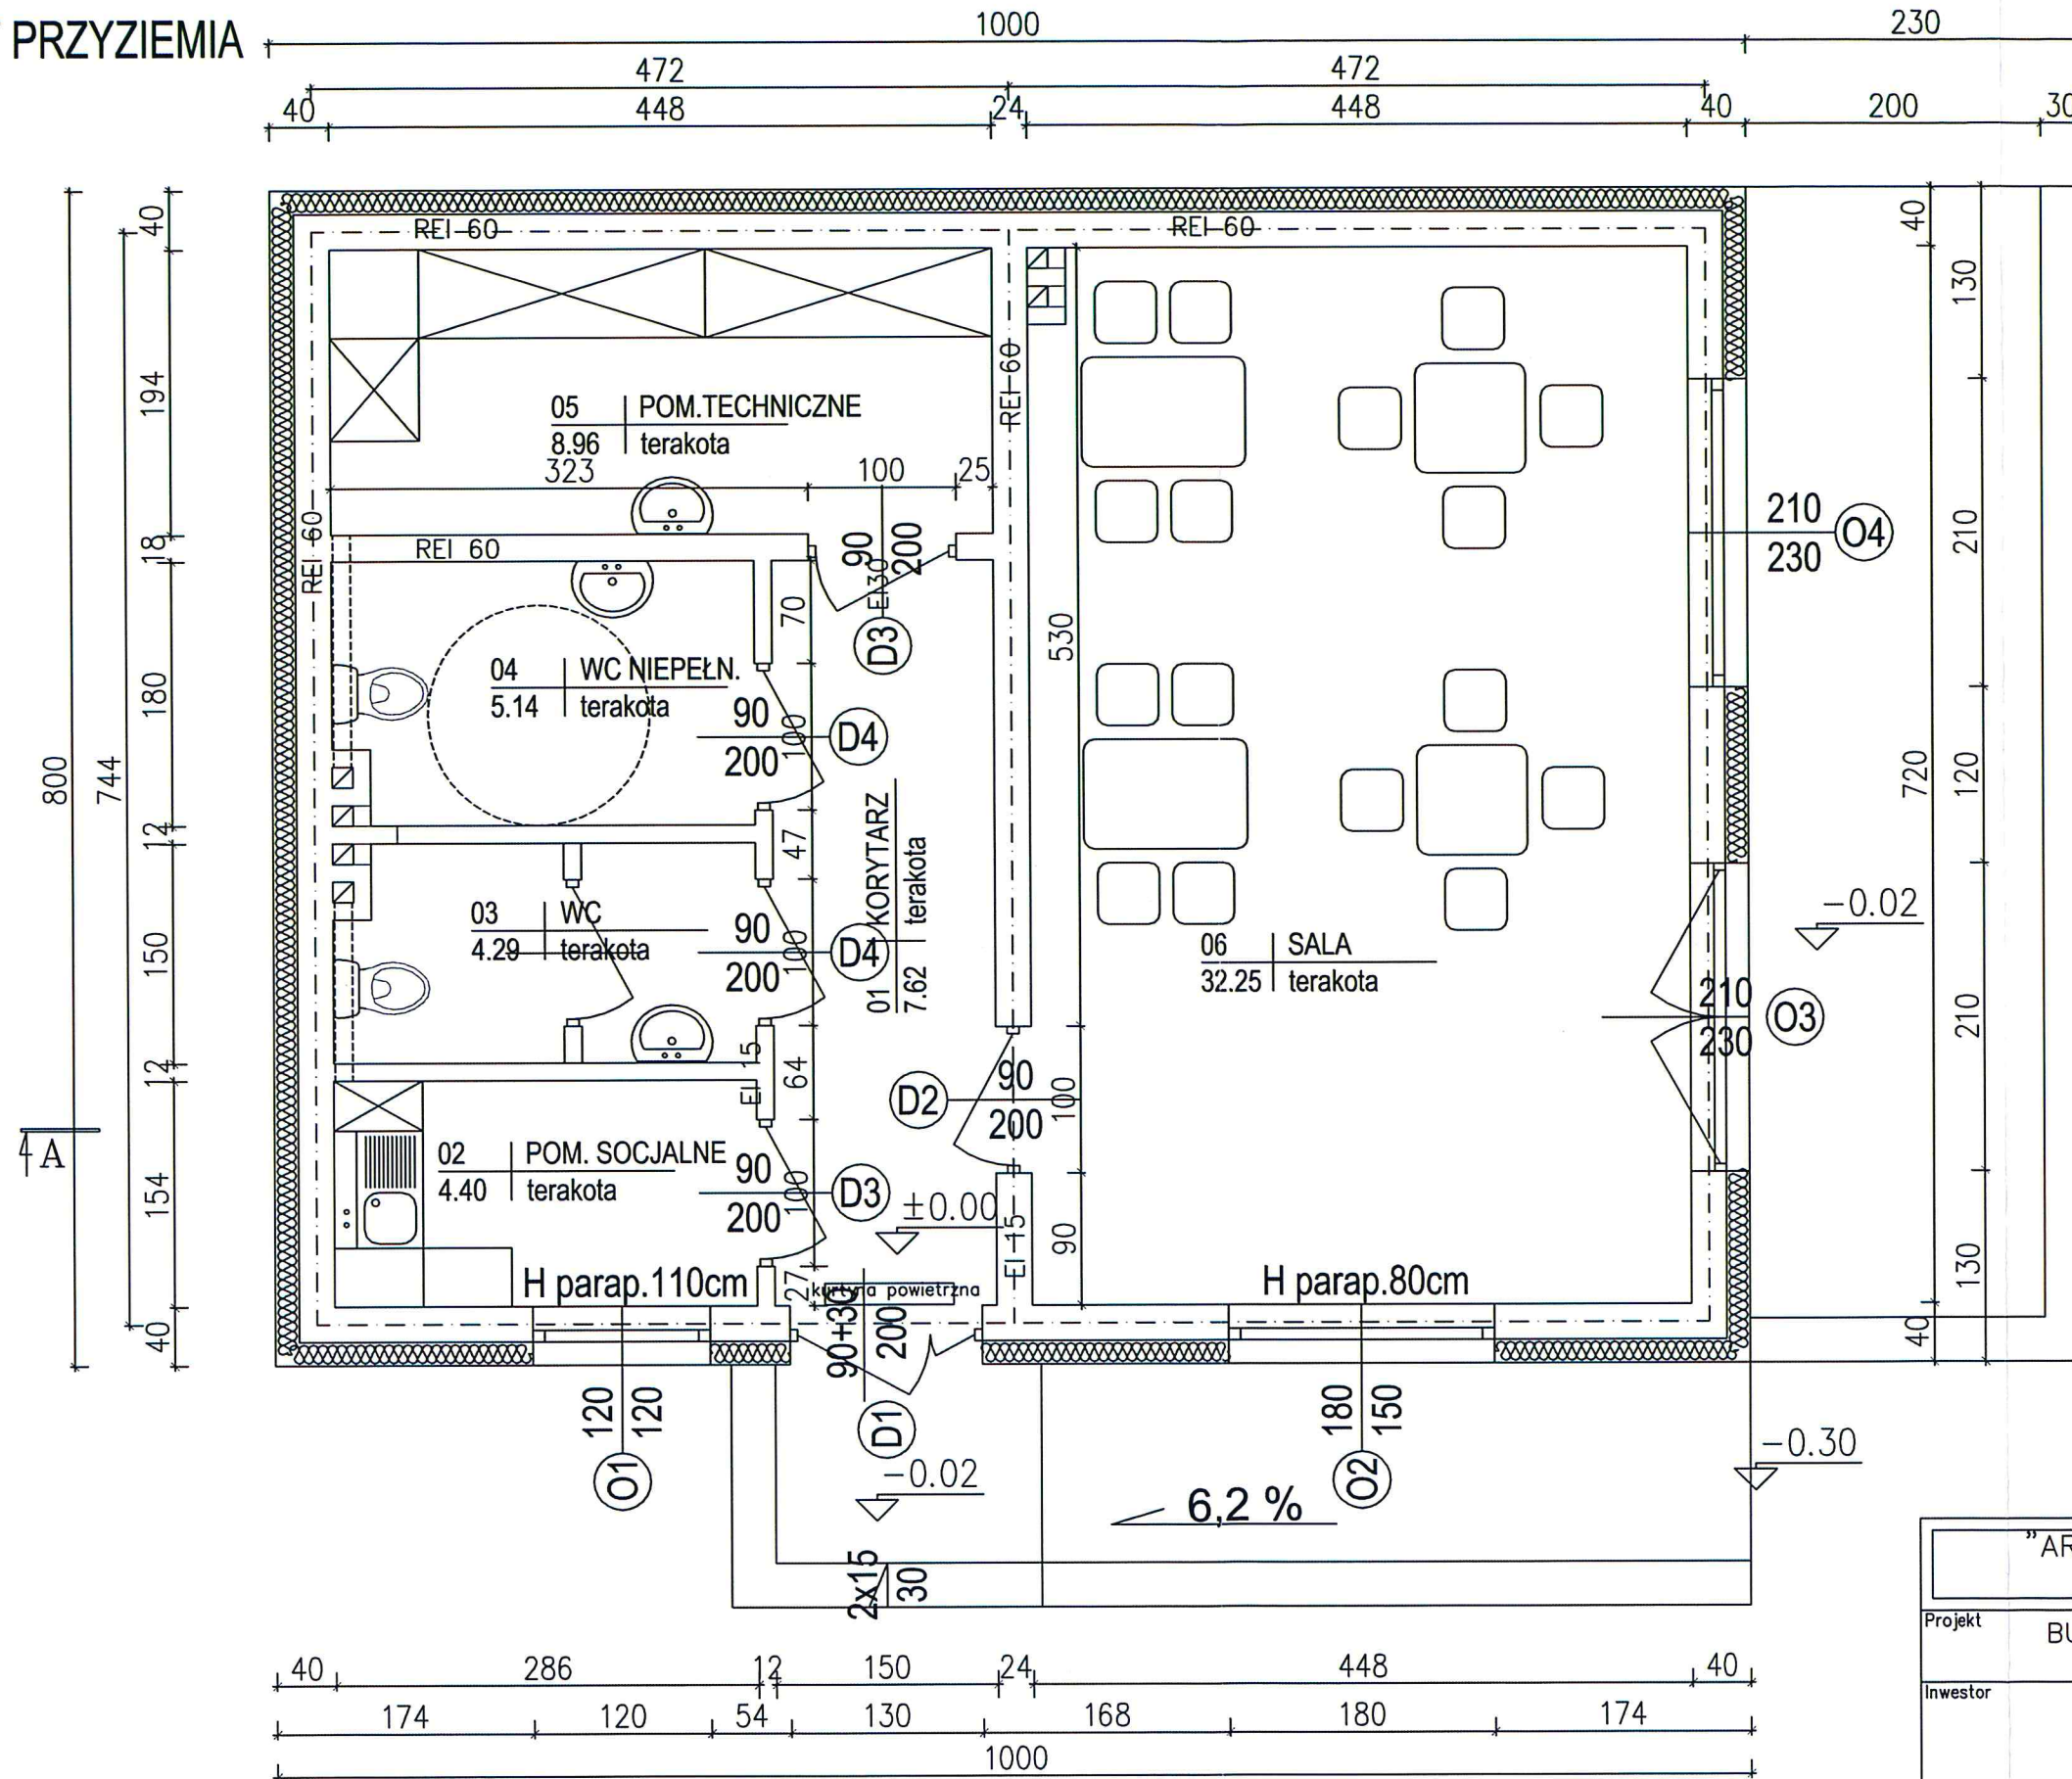 PRZYZIEMIA
1000
230
472
472
40
448
24
448
40
200
30
REI 60
REI 60
40
40
130
194
REI 60
05 POM.TECHNICZNE
8.96 terakota
323
100
25
REI 60
18
REI 60
90
200
EI 30
D3
210
230
O4
210
70
530
04 WC NIEPEŁN.
5.14 terakota
180
90
200
100
D4
800
744
720
120
12
47
01 KORYTARZ
7.62 terakota
03 WC
4.29 terakota
150
90
200
100
D4
06 SALA
32.25 terakota
-0.02
210
230
O3
210
12
EI 15
64
D2
90
200
100
A
02 POM. SOCJALNE
4.40 terakota
154
90
200
100
D3
±0.00
EI 15
90
H parap.110cm
27
kurtyna powietrzna
H parap.80cm
130
40
40
90+30
200
120
120
O1
D1
180
150
O2
-0.02
-0.30
6,2 %
2x15
30
"AR
Projekt
BU
Inwestor
40
286
12
150
24
448
40
174
120
54
130
168
180
174
1000